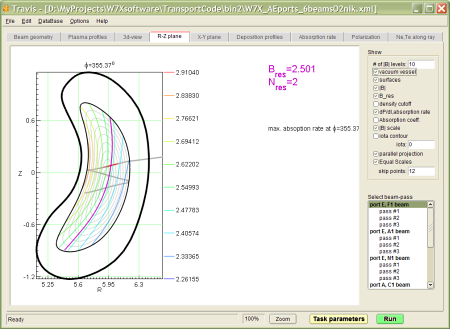 Travis - [D:\MyProjects\W7Xsoftware\TransportCode\bin2\W7X_AEports_6beamsO2nlk.xml]
File Edit DataBase Options Help
Beam geometry Plasma profiles 3d-view R-Z plane X-Y plane Deposition profiles Absorption rate Polarization Ne,Te along ray
ϕ=355.37⁰
B res =2.501
N res =2
max. absoption rate at ϕ=355.37
2.91040
2.83830
2.76621
2.69412
2.62202
2.54993
2.47783
2.40574
2.33365
2.26155
0.6
0
-0.6
-1.2
Z
5.25 5.6 5.95 6.3
R
Show
# of |B| levels: 10
vacuum vessel
surfaces
|B|
B_res
density cutoff
dP/dl,absorption rate
Absorption coeff.
|B| scale
iota contour
iota: 0
parallel projection
Equal Scales
skip points: 12
Select beam-pass
port E, F1 beam
pass #1
pass #2
pass #3
port E, A1 beam
pass #1
pass #2
pass #3
port E, N1 beam
pass #1
pass #2
pass #3
port A, C1 beam
Ready
100%
Zoom
Task parameters
Run